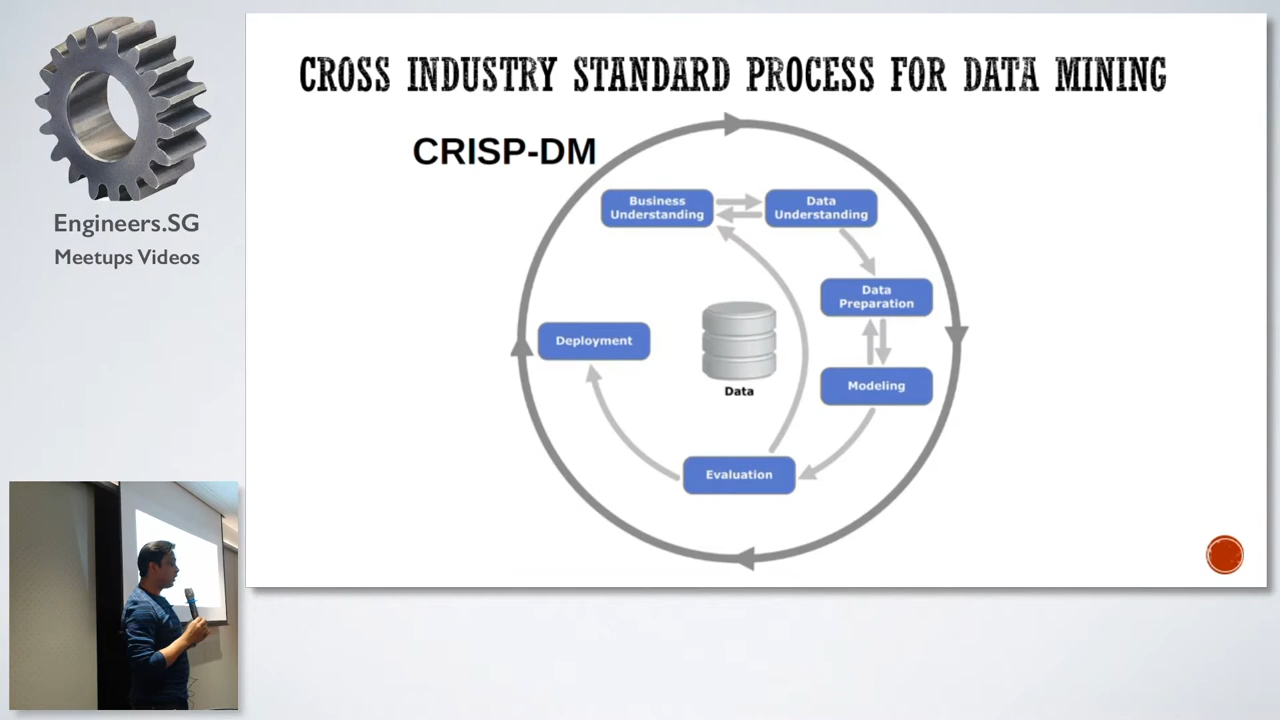 Engineers.SG
Meetups Videos
CROSS INDUSTRY STANDARD PROCESS FOR DATA MINING
CRISP-DM
Business
Understanding
Data
Understanding
Data
Preparation
Deployment
Data
Modeling
Evaluation